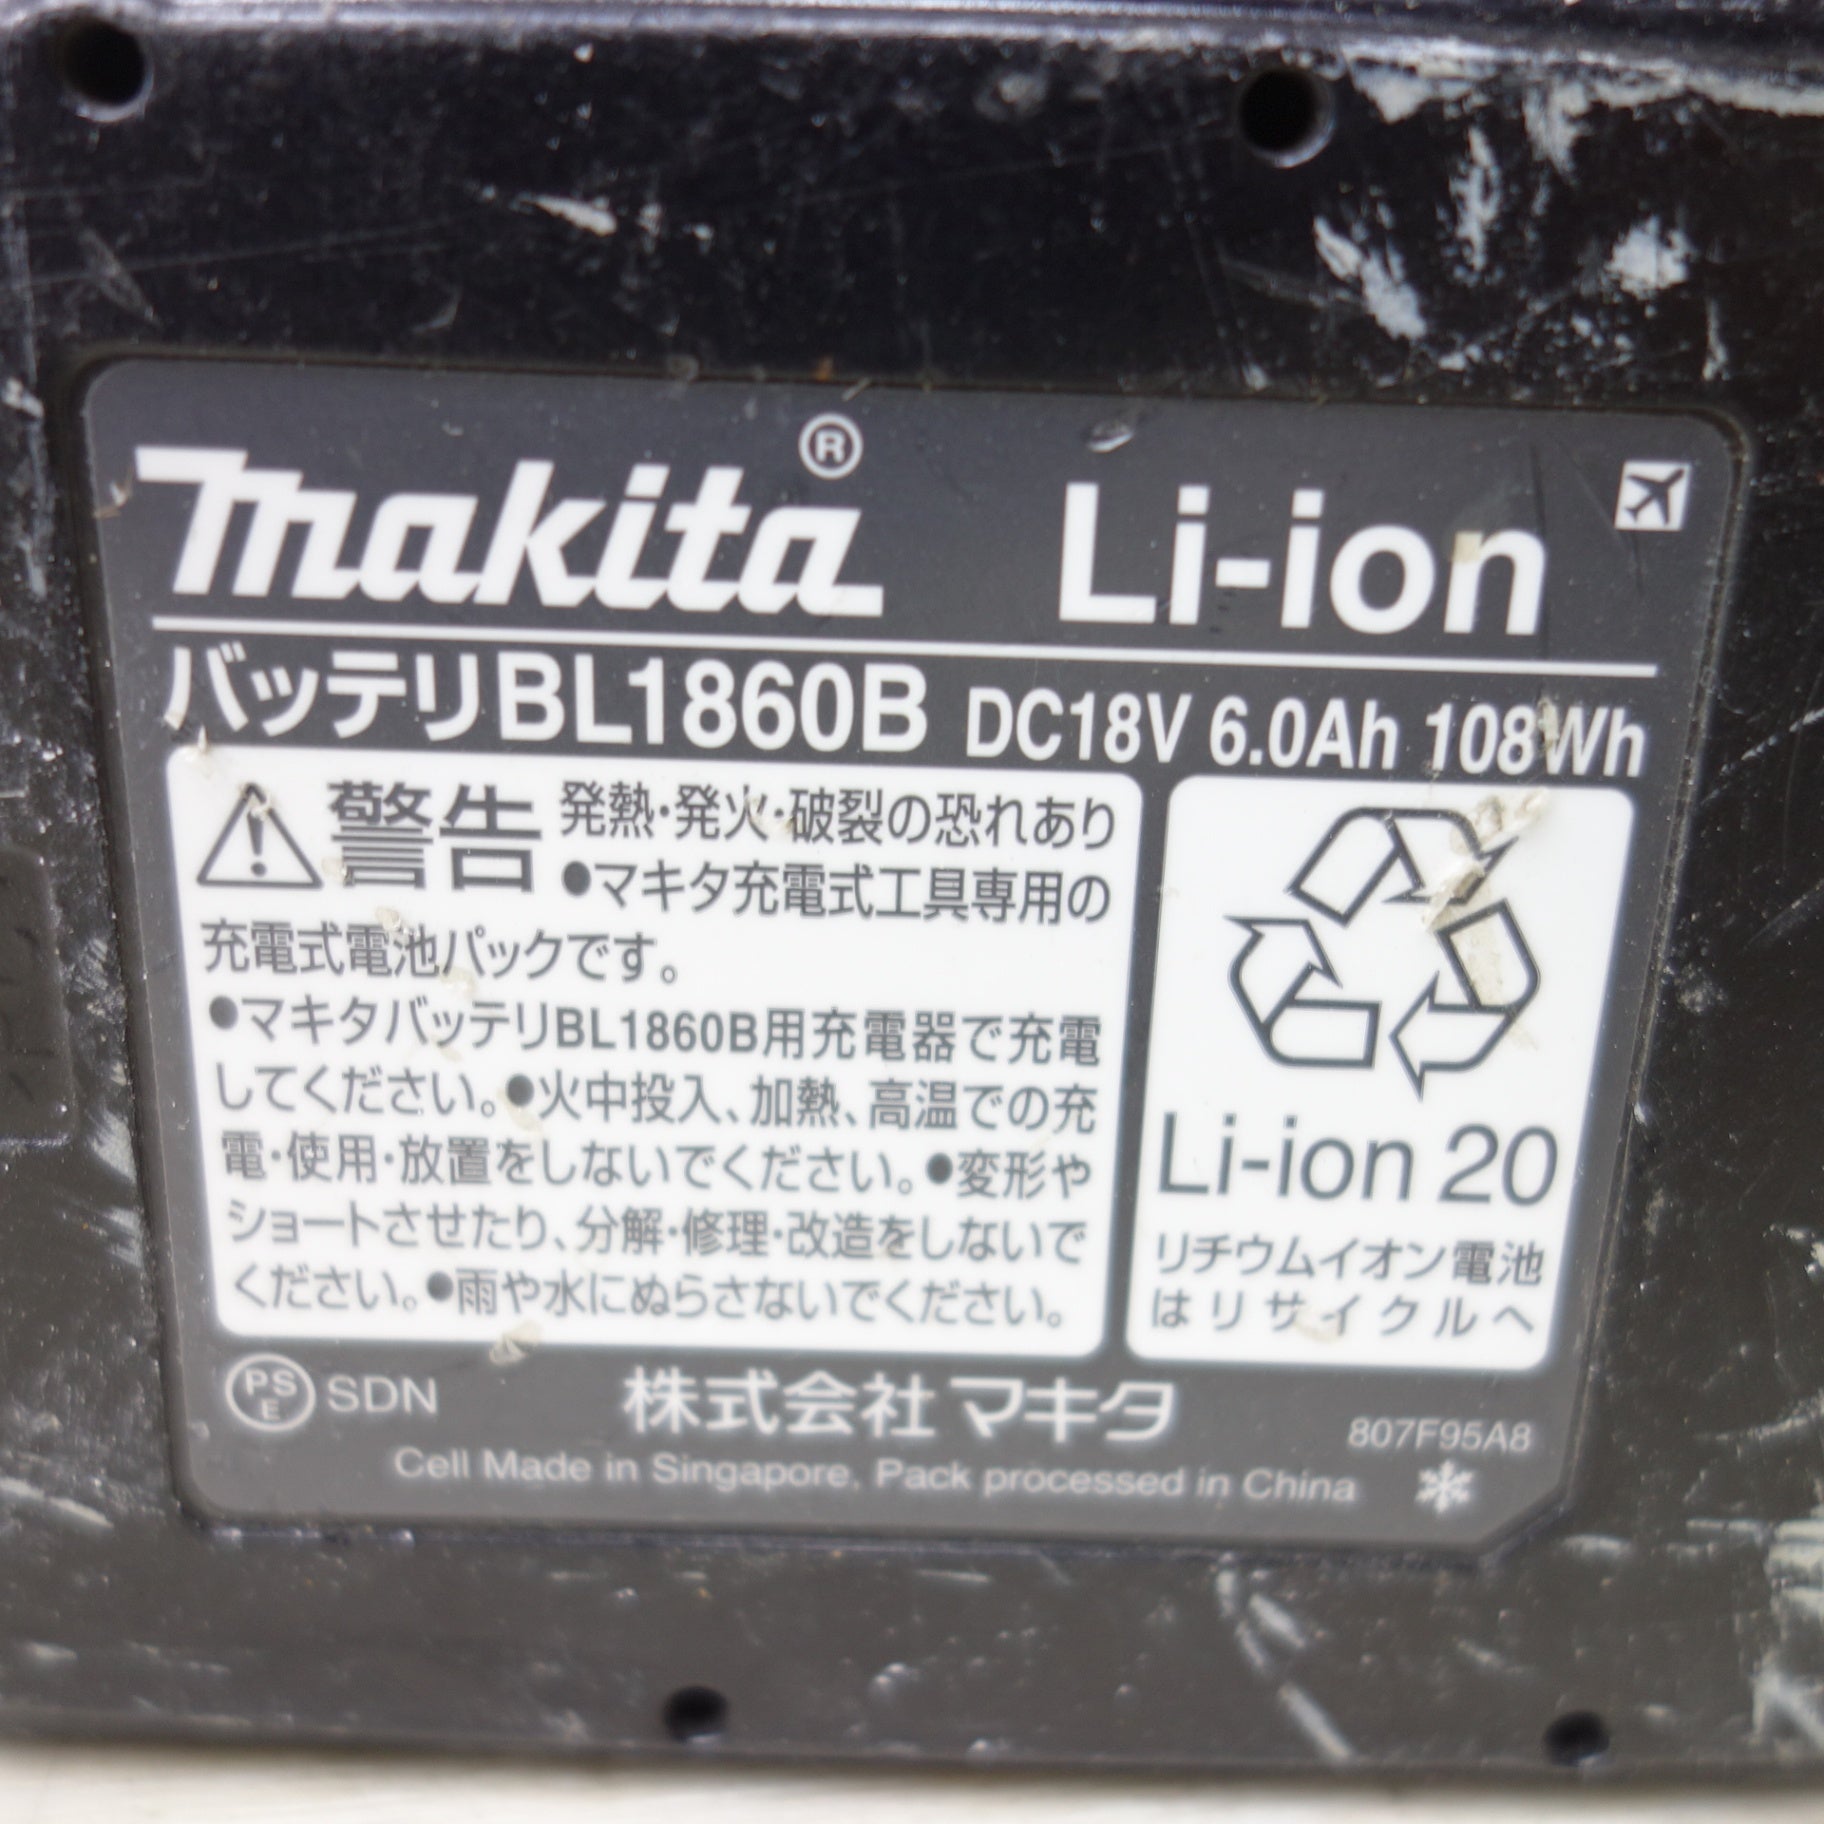 makita® Li-ion
バッテリBL1860B DC18V 6.0Ah 108Wh
警告 発熱・発火・破裂の恐れあり
●マキタ充電式工具専用の
充電式電池パックです。
●マキタバッテリBL1860B用充電器で充電
してください。●火中投入、加熱、高温での充
電・使用・放置をしないでください。●変形や
ショートさせたり、分解・修理・改造をしないで
ください。●雨や水にぬらさないでください。
Li-ion 20
リチウムイオン電池
はリサイクルへ
PSE SDN 株式会社マキタ 807F95A8
Cell Made in Singapore, Pack processed in China